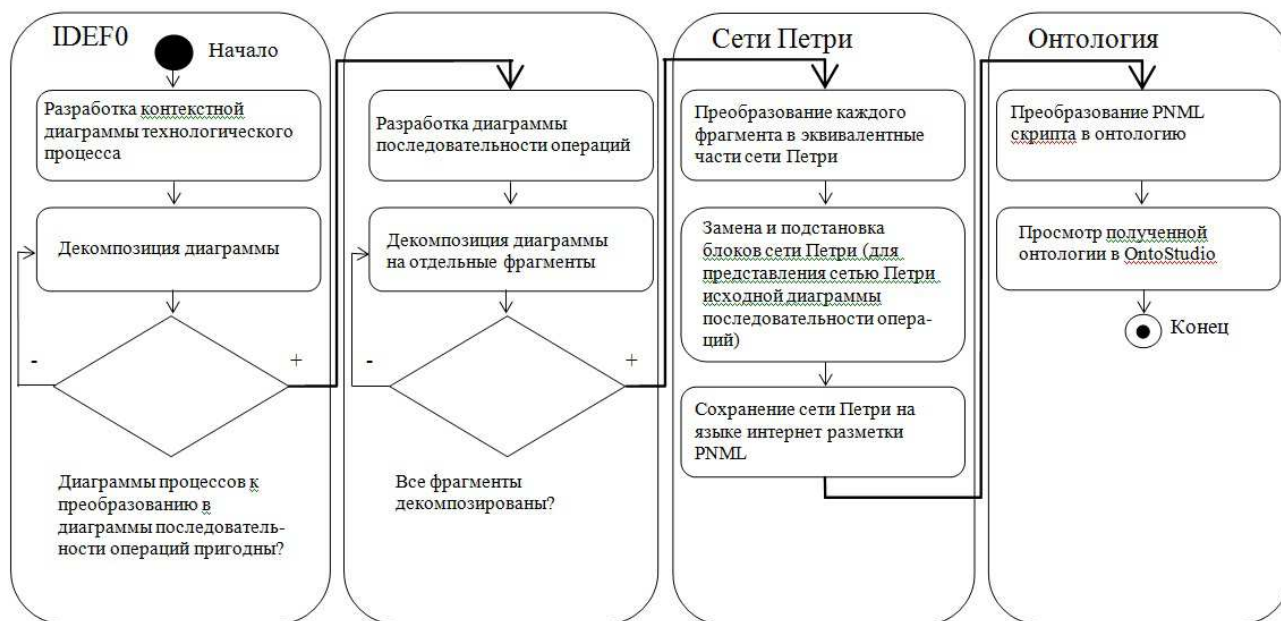 IDEF0
Начало
Разработка контекстной
диаграммы технологического
процесса
Декомпозиция диаграммы
-
+
Диаграммы процессов к
преобразованию в
диаграммы последователь-
ности операций пригодны?
Разработка диаграммы
последовательности операций
Декомпозиция диаграммы
на отдельные фрагменты
-
+
Все фрагменты
декомпозированы?
Сети Петри
Преобразование каждого
фрагмента в эквивалентные
части сети Петри
Замена и подстановка
блоков сети Петри (для
представления сетью Петри
исходной диаграммы
последовательности опера-
ций)
Сохранение сети Петри на
языке интернет разметки
PNML
Онтология
Преобразование PNML
скрипта в онтологию
Просмотр полученной
онтологии в OntoStudio
Конец